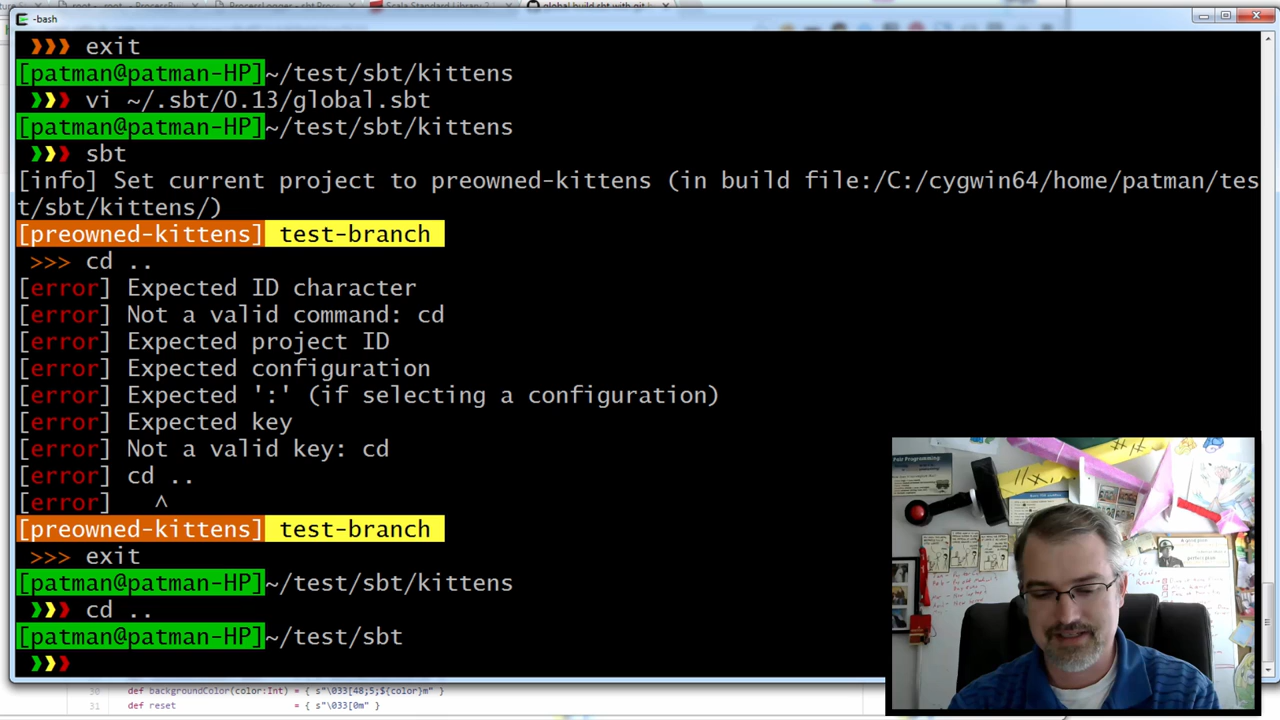 -bash
❯❯❯ exit
[patman@patman-HP]~/test/sbt/kittens
❯❯❯ vi ~/.sbt/0.13/global.sbt
[patman@patman-HP]~/test/sbt/kittens
❯❯❯ sbt
[info] Set current project to preowned-kittens (in build file:/C:/cygwin64/home/patman/tes
t/sbt/kittens/)
[preowned-kittens] test-branch
>>> cd ..
[error] Expected ID character
[error] Not a valid command: cd
[error] Expected project ID
[error] Expected configuration
[error] Expected ':' (if selecting a configuration)
[error] Expected key
[error] Not a valid key: cd
[error] cd ..
[error]    ^
[preowned-kittens] test-branch
>>> exit
[patman@patman-HP]~/test/sbt/kittens
❯❯❯ cd ..
[patman@patman-HP]~/test/sbt
❯❯❯
30 def backgroundColor(color:Int) = { s"\033[48;5;${color}m" }
31 def reset = { s"\033[0m" }
Pair Programming